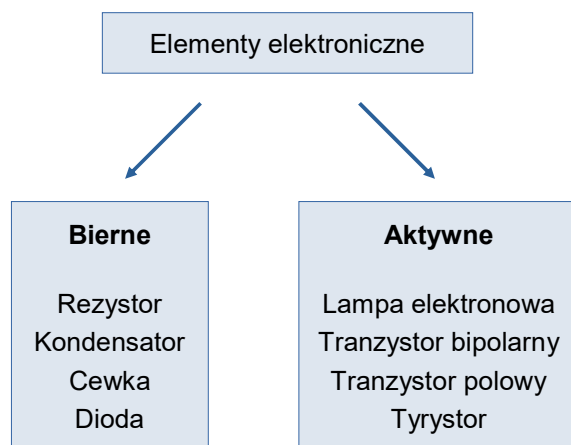 Elementy elektroniczne
Bierne
Rezystor
Kondensator
Cewka
Dioda
Aktywne
Lampa elektronowa
Tranzystor bipolarny
Tranzystor polowy
Tyrystor